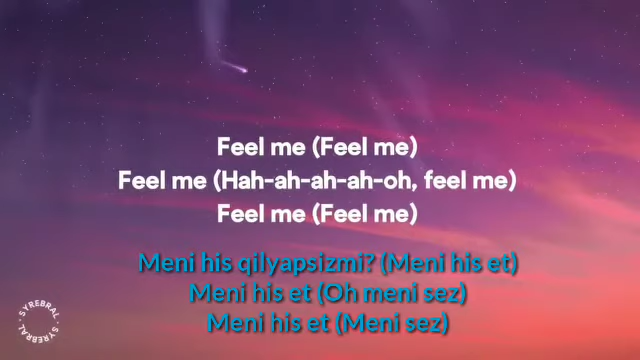 Feel me (Feel me)
Feel me (Hah-ah-ah-ah-oh, feel me)
Feel me (Feel me)
Meni his qilyapsizmi? (Meni his et)
Meni his et (Oh meni sez)
Meni his et (Meni sez)
SYREBRAL · SYREBRAL ·